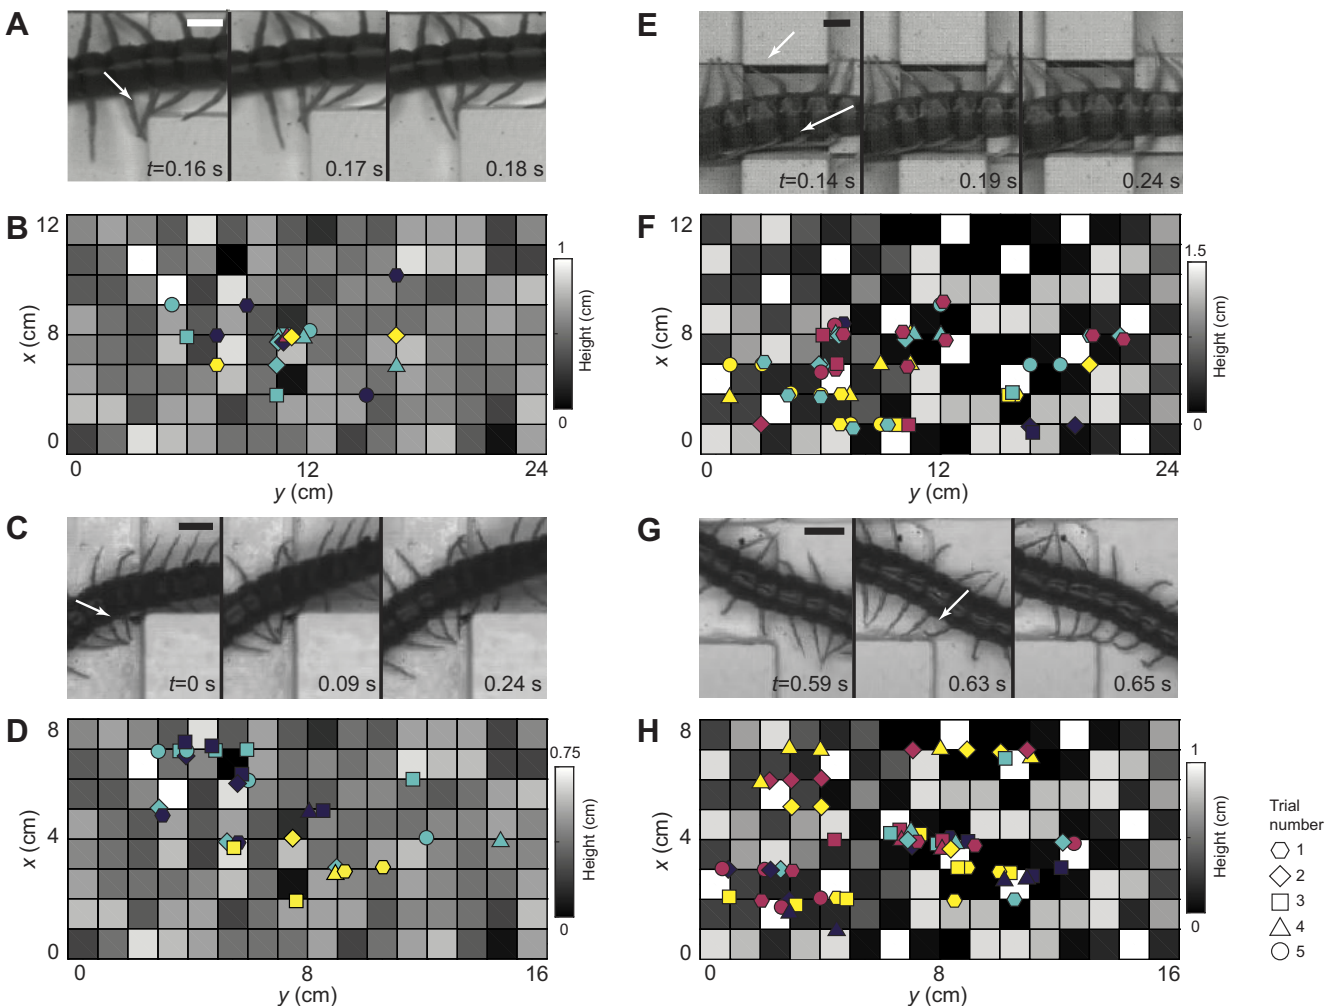 A
t=0.16 s
0.17 s
0.18 s
B
12
8
4
0
x (cm)
0
12
24
y (cm)
1
0
Height (cm)
C
t=0 s
0.09 s
0.24 s
D
8
4
0
x (cm)
0
8
16
y (cm)
0.75
0
Height (cm)
E
t=0.14 s
0.19 s
0.24 s
F
12
8
4
0
x (cm)
0
12
24
y (cm)
1.5
0
Height (cm)
G
t=0.59 s
0.63 s
0.65 s
H
8
4
0
x (cm)
0
8
16
y (cm)
1
0
Height (cm)
Trial
number
1
2
3
4
5